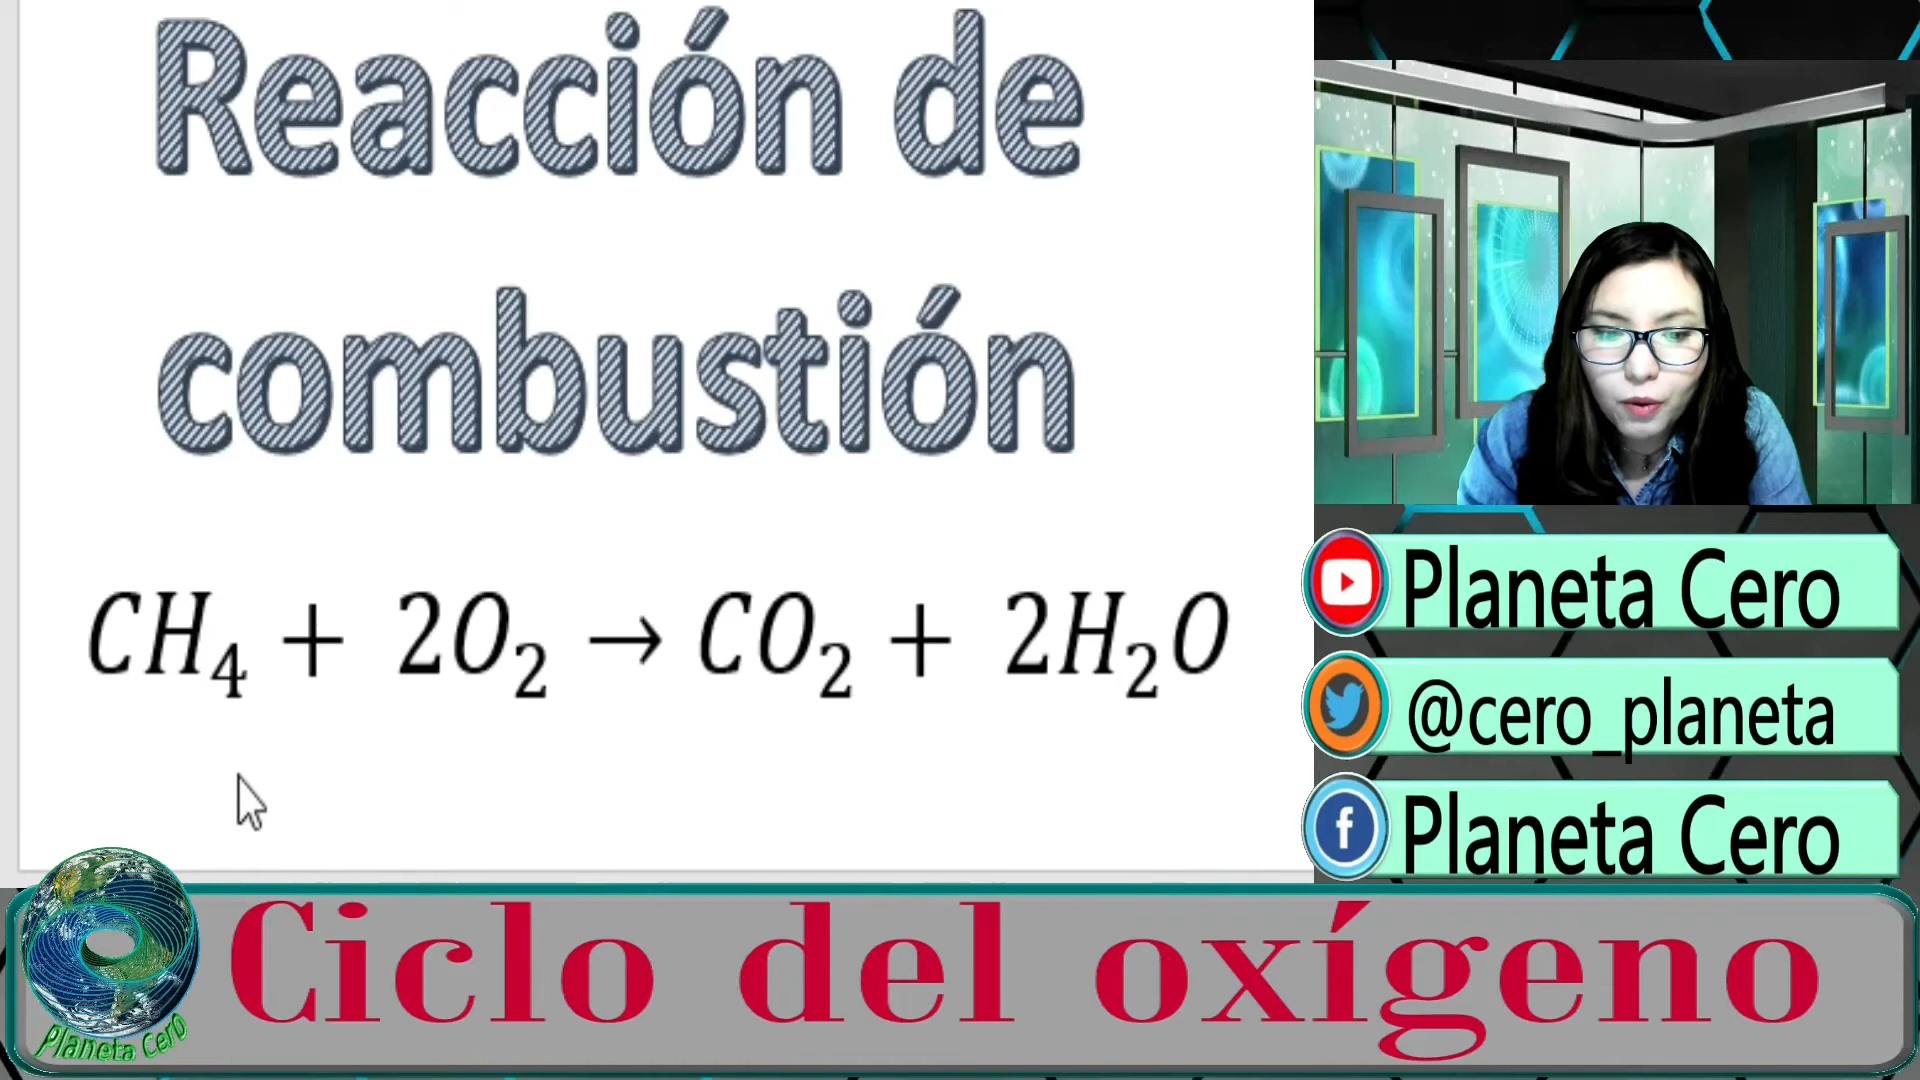 Reacción de
combustión
CH₄ + 2O₂ → CO₂ + 2H₂O
Planeta Cero
@cero_planeta
Planeta Cero
Ciclo del oxígeno
Planeta Cero